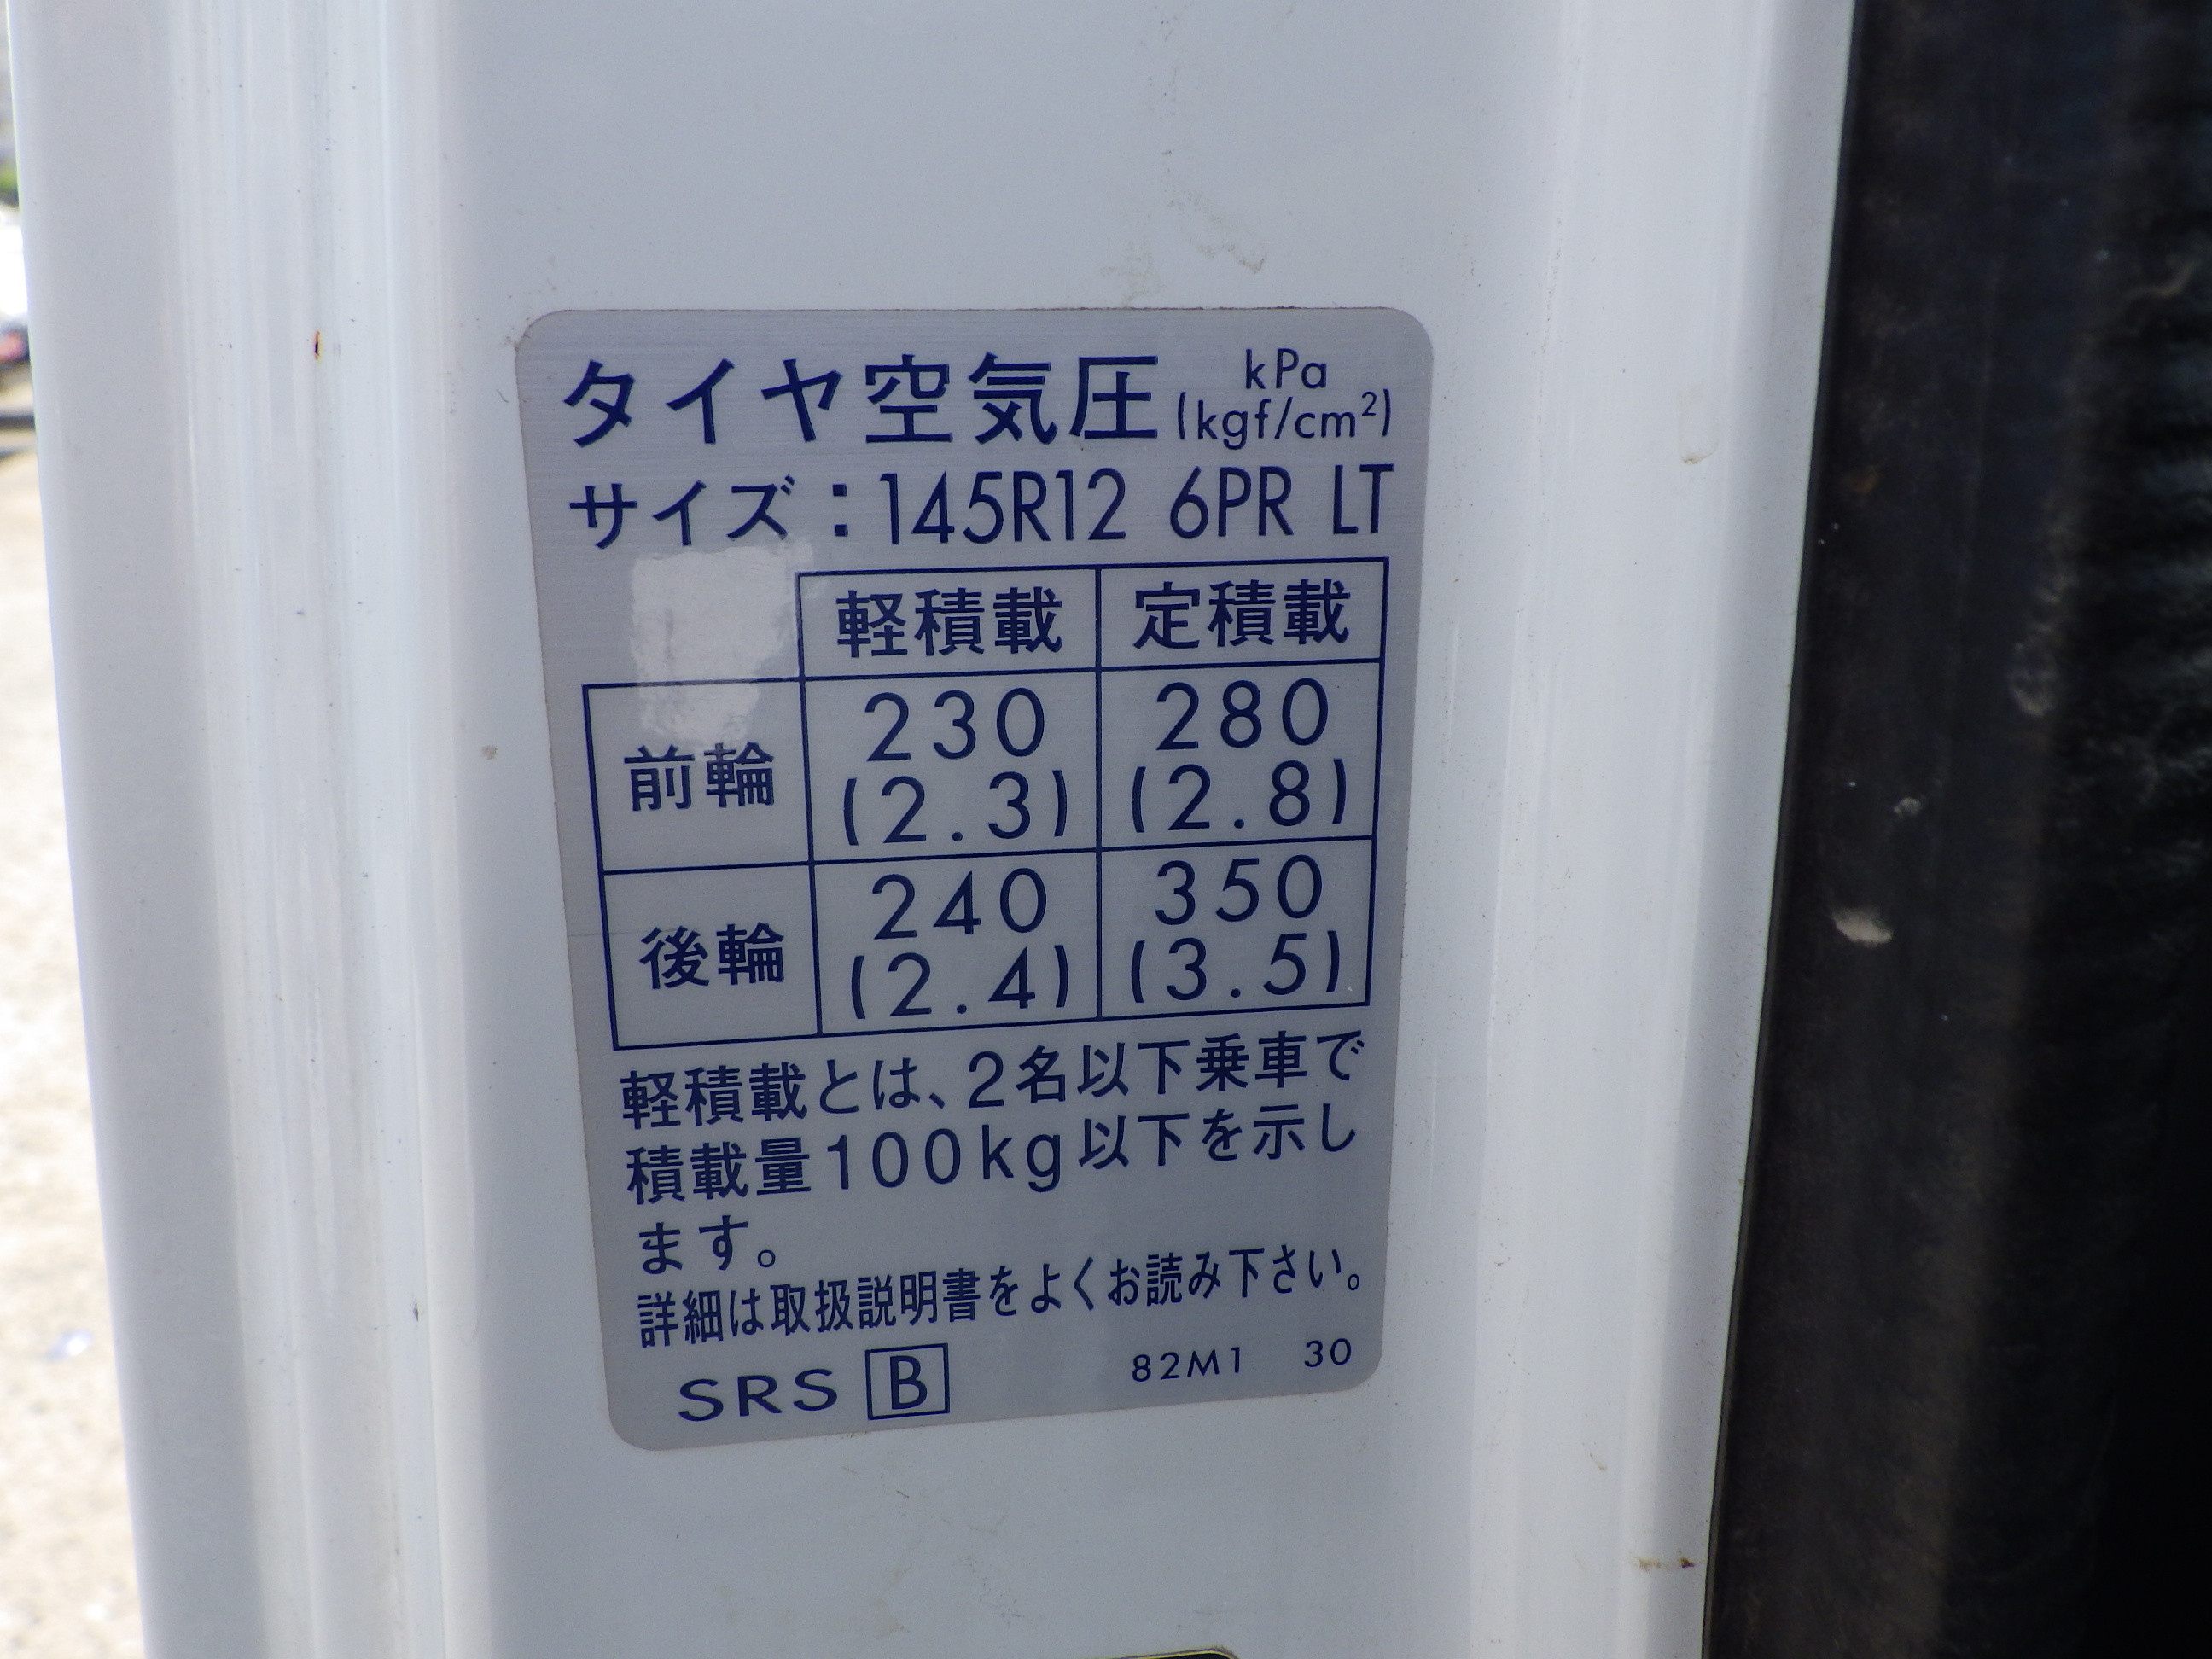 タイヤ空気圧 kPa (kgf/cm²)
サイズ：145R12 6PR LT
軽積載 定積載
前輪 230 (2.3) 280 (2.8)
後輪 240 (2.4) 350 (3.5)
軽積載とは、2名以下乗車で
積載量100kg以下を示し
ます。
詳細は取扱説明書をよくお読み下さい。
SRS B 82M1 30